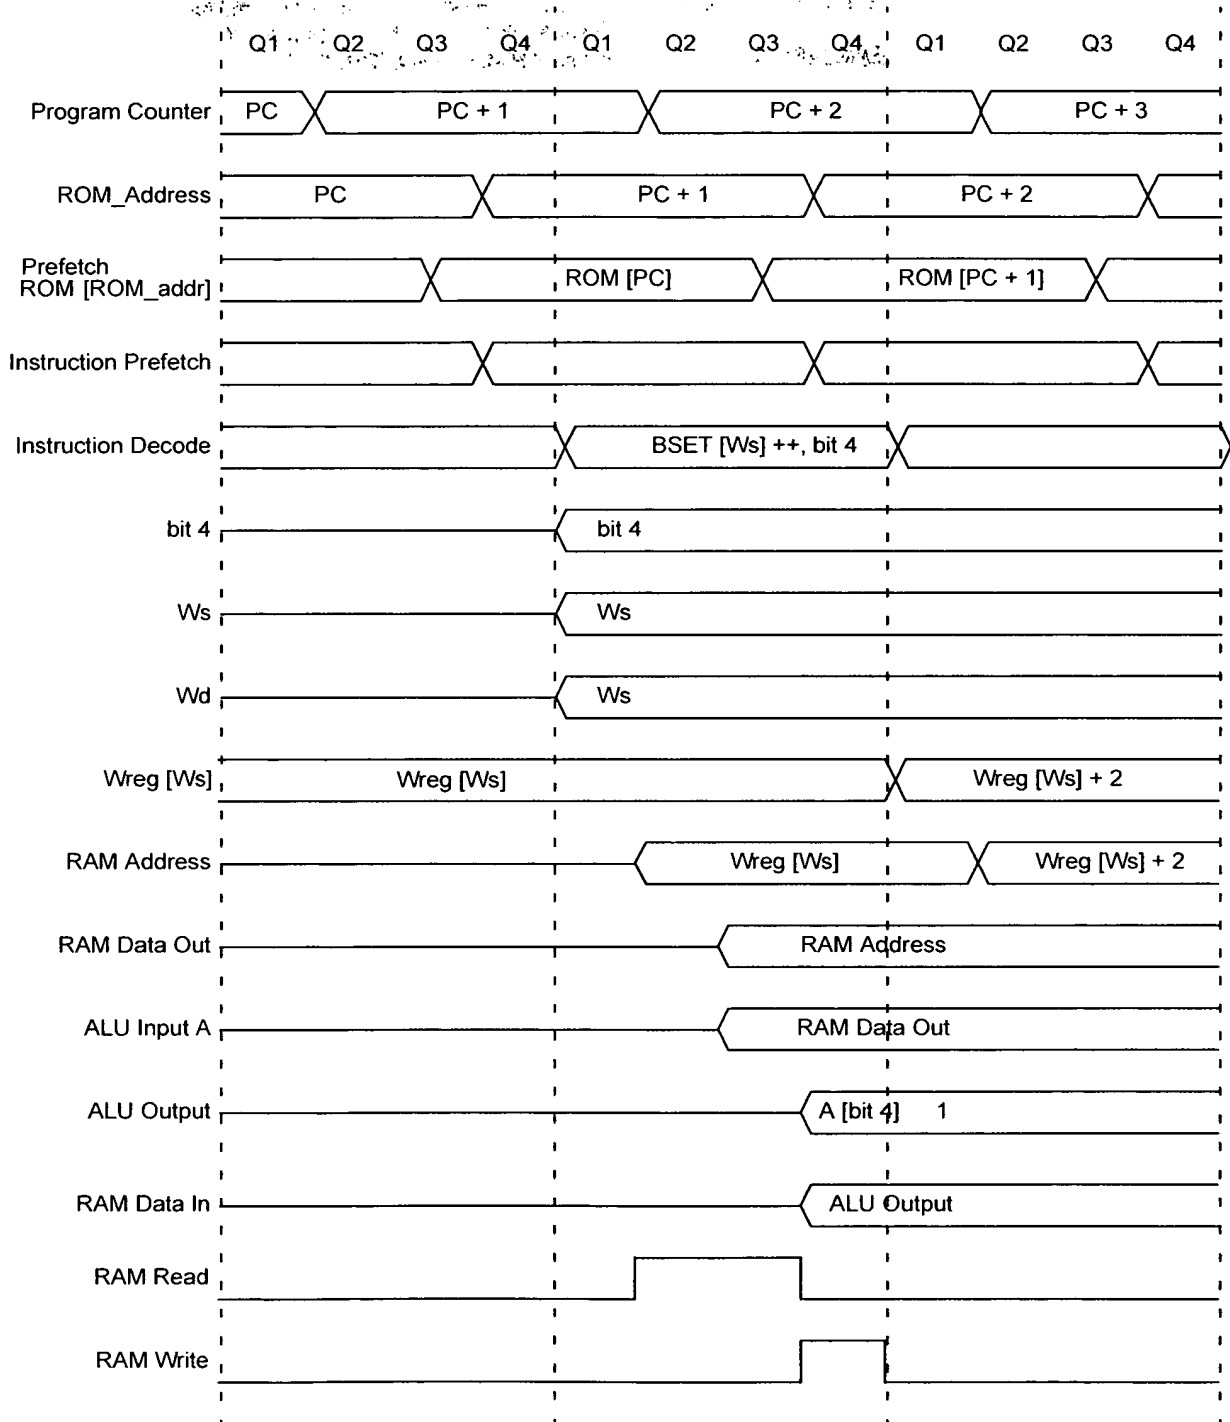 Q1 Q2 Q3 Q4 Q1 Q2 Q3 Q4 Q1 Q2 Q3 Q4
Program Counter PC PC + 1 PC + 2 PC + 3
ROM_Address PC PC + 1 PC + 2
Prefetch
ROM [ROM_addr] ROM [PC] ROM [PC + 1]
Instruction Prefetch
Instruction Decode BSET [Ws] ++, bit 4
bit 4 bit 4
Ws Ws
Wd Ws
Wreg [Ws] Wreg [Ws] Wreg [Ws] + 2
RAM Address Wreg [Ws] Wreg [Ws] + 2
RAM Data Out RAM Address
ALU Input A RAM Data Out
ALU Output A [bit 4] 1
RAM Data In ALU Output
RAM Read
RAM Write